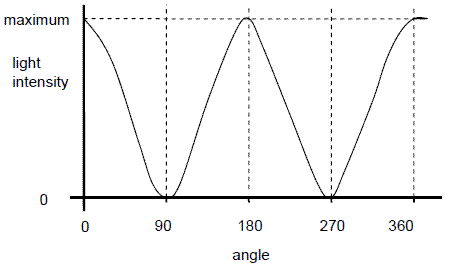 maximum
light
intensity
0
0 90 180 270 360
angle